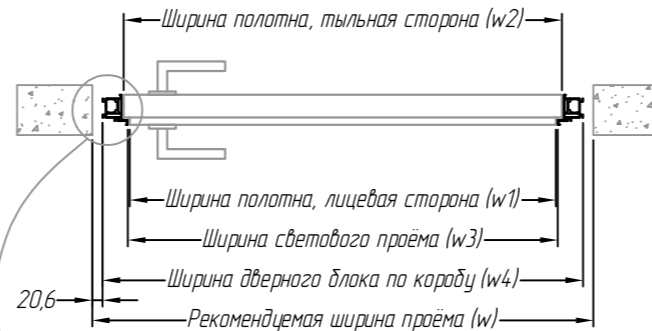 Ширина полотна, тыльная сторона (w2)
Ширина полотна, лицевая сторона (w1)
Ширина светового проёма (w3)
Ширина дверного блока по коробу (w4)
20,6
Рекомендуемая ширина проёма (w)